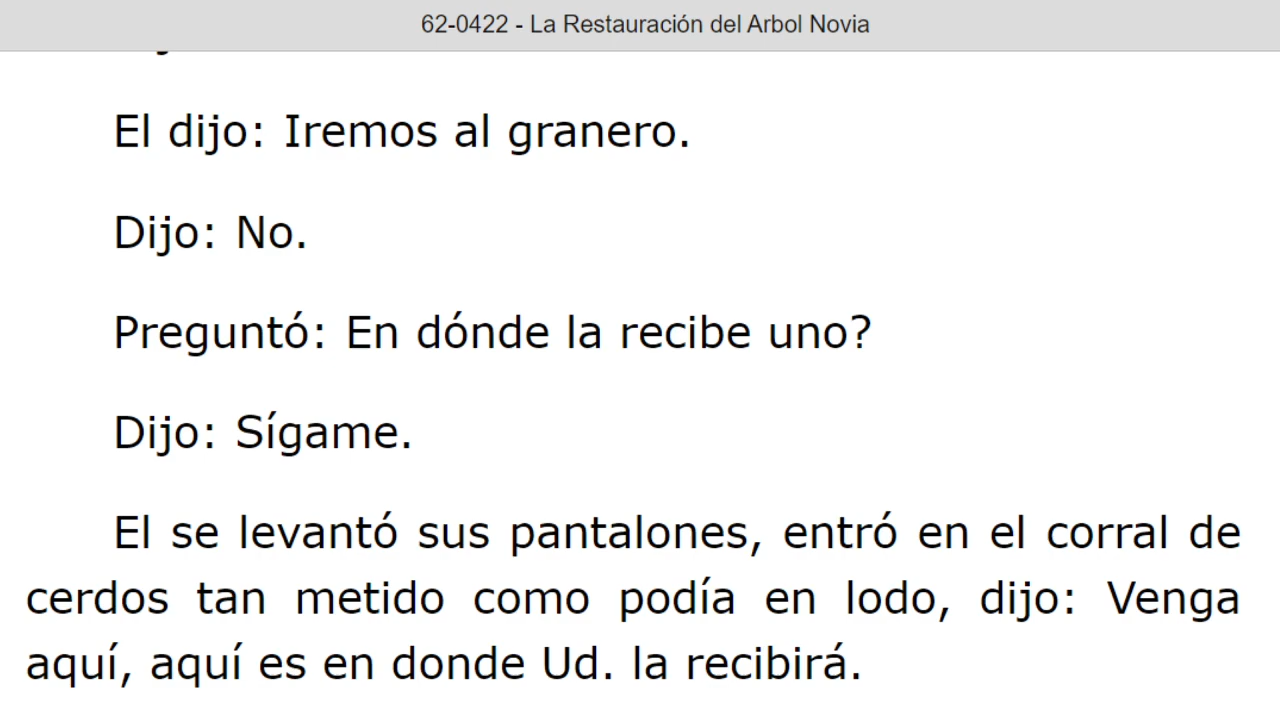 62-0422 - La Restauración del Arbol Novia
El dijo: Iremos al granero.
Dijo: No.
Preguntó: En dónde la recibe uno?
Dijo: Sígame.
El se levantó sus pantalones, entró en el corral de
cerdos tan metido como podía en lodo, dijo: Venga
aquí, aquí es en donde Ud. la recibirá.